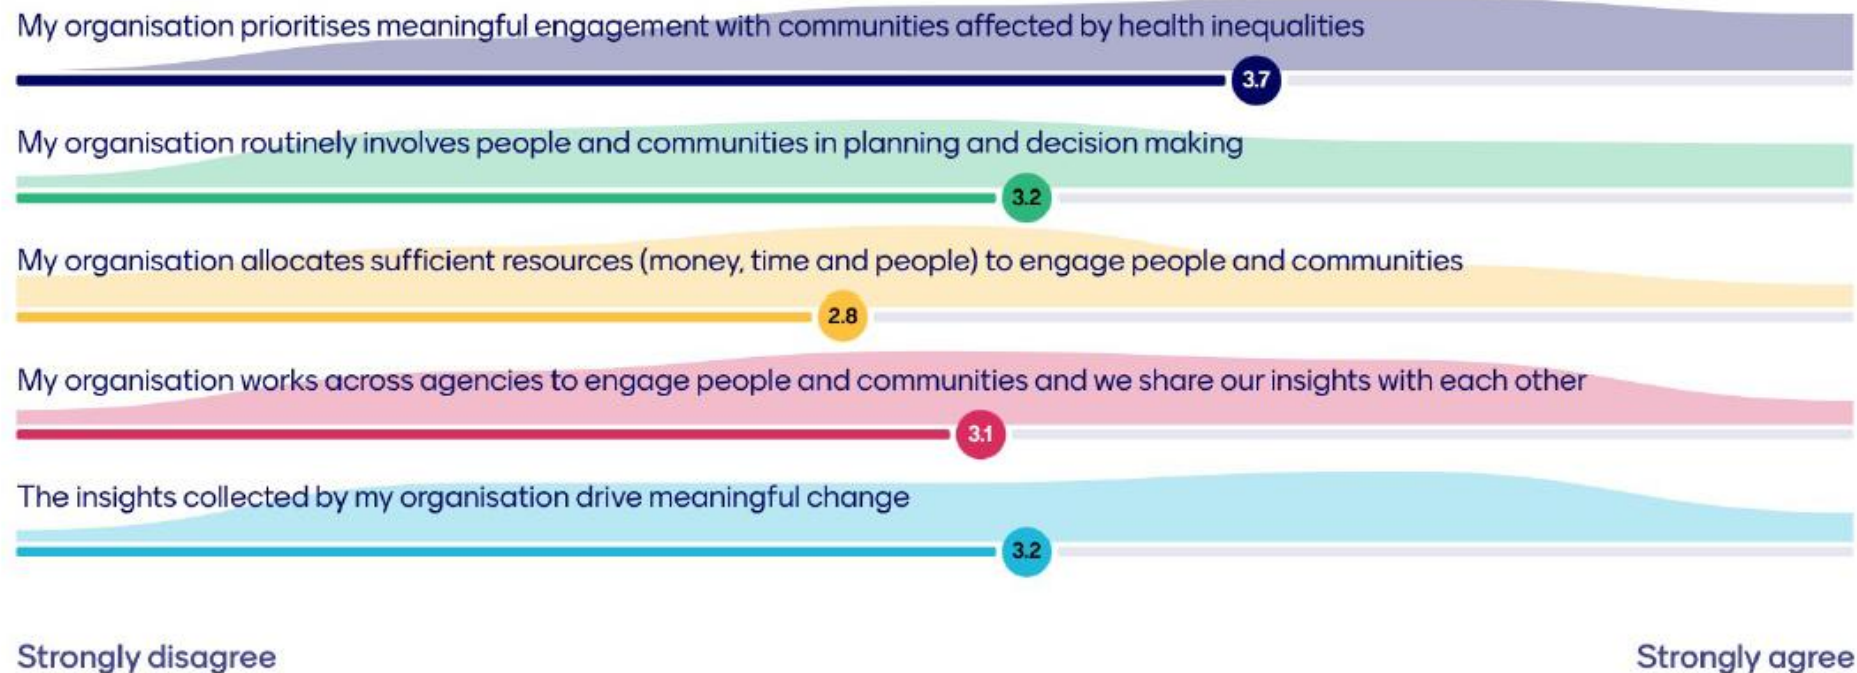 My organisation prioritises meaningful engagement with communities affected by health inequalities
3.7
My organisation routinely involves people and communities in planning and decision making
3.2
My organisation allocates sufficient resources (money, time and people) to engage people and communities
2.8
My organisation works across agencies to engage people and communities and we share our insights with each other
3.1
The insights collected by my organisation drive meaningful change
3.2
Strongly disagree
Strongly agree